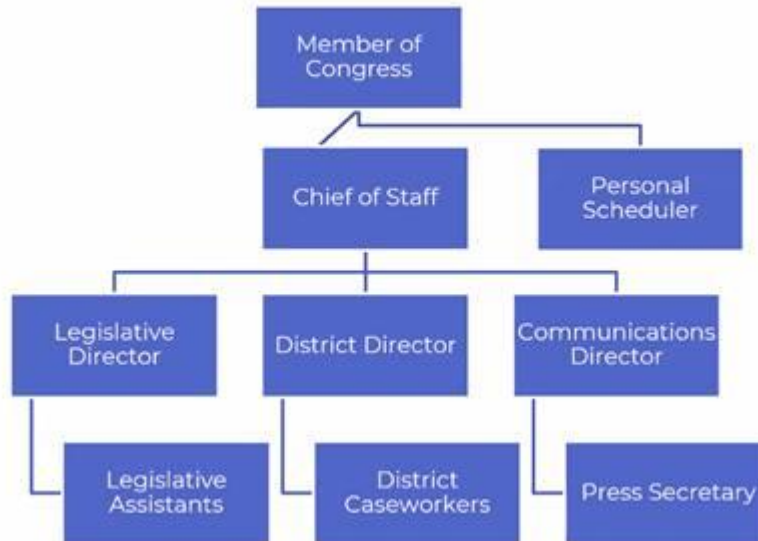 Member of
Congress
Chief of Staff
Personal
Scheduler
Legislative
Director
District Director
Communications
Director
Legislative
Assistants
District
Caseworkers
Press Secretary